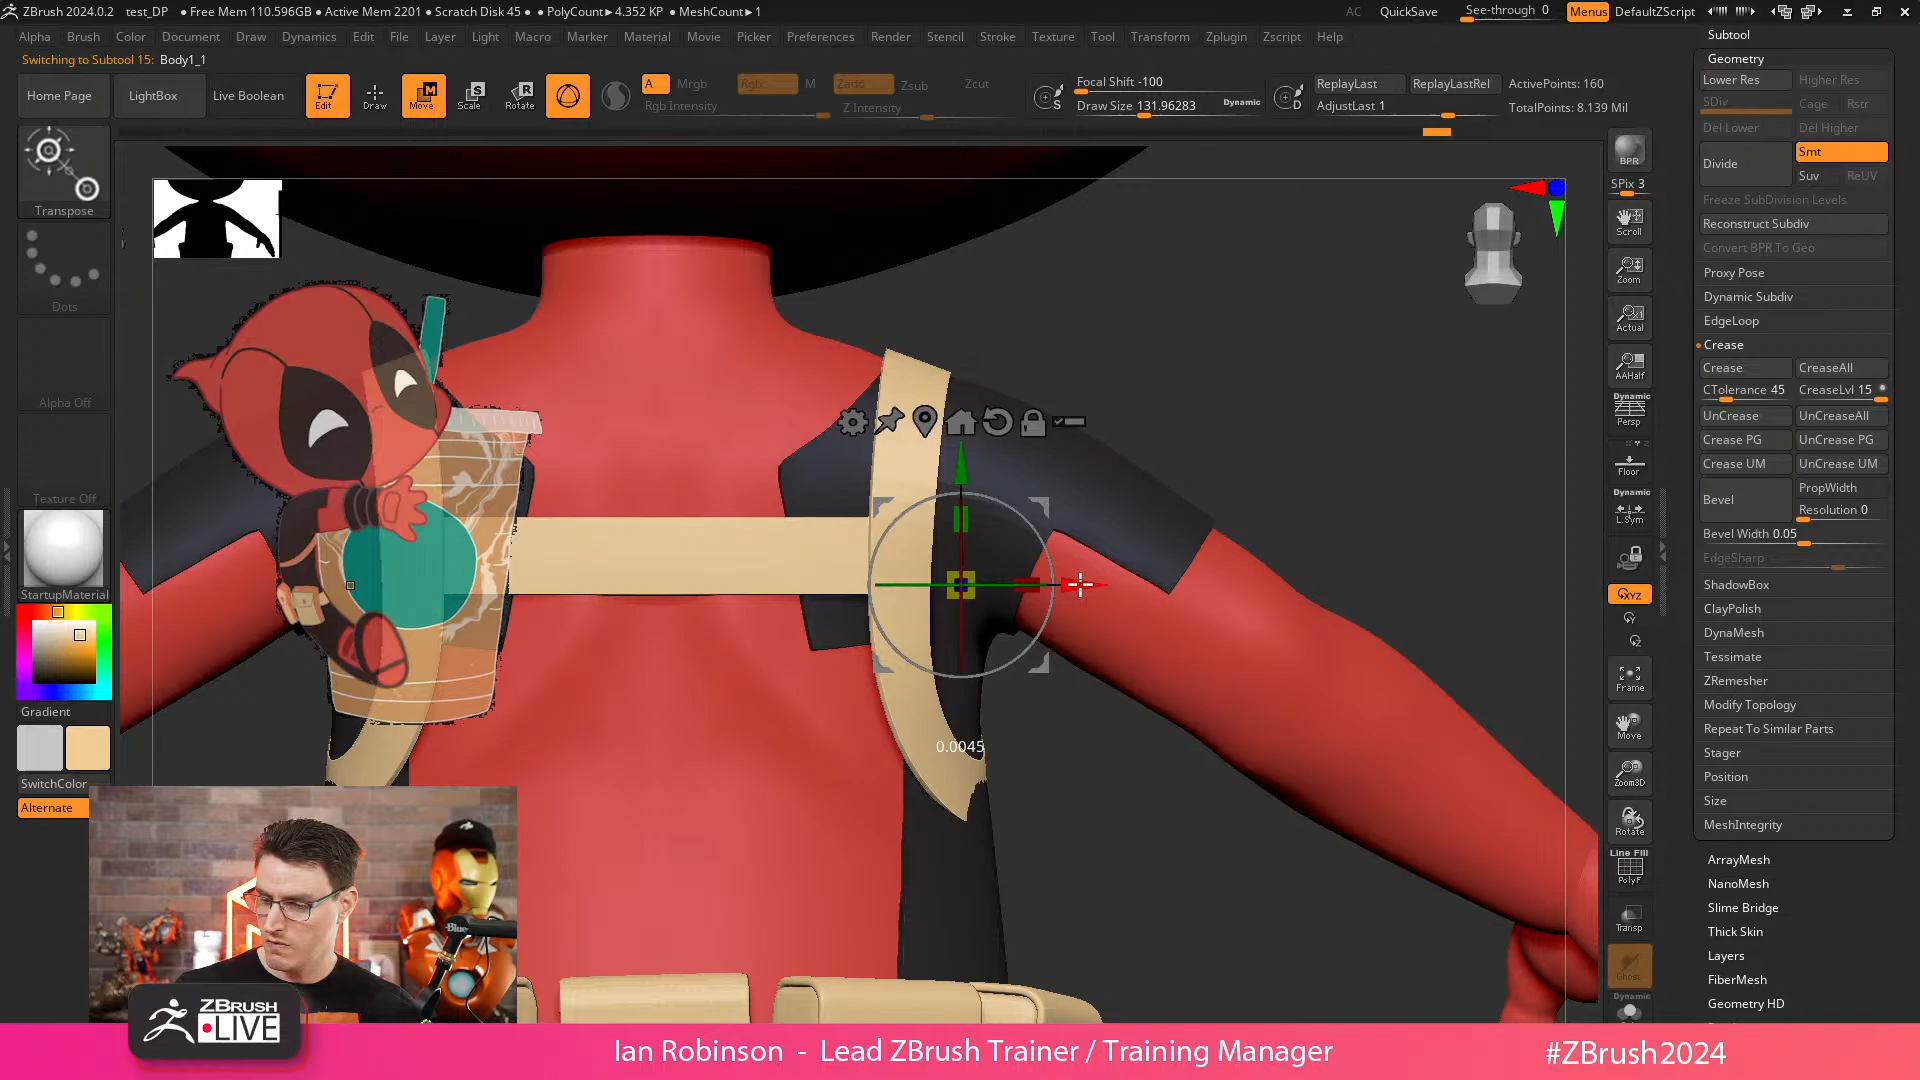 ZBrush 2024.0.2 test_DP ● Free Mem 110.596GB ● Active Mem 2201 ● Scratch Disk 45 ● ● PolyCount► 4.352 KP ● MeshCount►1
AC QuickSave See-through 0 Menus DefaultZScript
Alpha Brush Color Document Draw Dynamics Edit File Layer Light Macro Marker Material Movie Picker Preferences Render Stencil Stroke Texture Tool Transform Zplugin Zscript Help
Switching to Subtool 15: Body1_1
Home Page LightBox Live Boolean Edit Draw Move Scale Rotate
A Mrgb Rgb M Zadd Zsub Zcut
Rgb Intensity Z Intensity
Focal Shift -100
Draw Size 131.96283 Dynamic
S D
ReplayLast ReplayLastRel ActivePoints: 160
AdjustLast 1 TotalPoints: 8.139 Mil
Transpose
Dots
Alpha Off
Texture Off
StartupMaterial
Gradient
SwitchColor
Alternate
0.0045
BPR
SPix 3
Scroll
Zoom
Actual
AAHalf
Dynamic
Persp
Floor
Dynamic
L.Sym
XYZ
Frame
Move
Zoom3D
Rotate
Line Fill
PolyF
Transp
Ghost
Dynamic
Subtool
Geometry
Lower Res Higher Res
SDiv Cage Rstr
Del Lower Del Higher
Divide Smt
Suv ReUV
Freeze SubDivision Levels
Reconstruct Subdiv
Convert BPR To Geo
Proxy Pose
Dynamic Subdiv
EdgeLoop
Crease
Crease CreaseAll
CTolerance 45 CreaseLvl 15
UnCrease UnCreaseAll
Crease PG UnCrease PG
Crease UM UnCrease UM
Bevel PropWidth
Resolution 0
Bevel Width 0.05
EdgeSharp
ShadowBox
ClayPolish
DynaMesh
Tessimate
ZRemesher
Modify Topology
Repeat To Similar Parts
Stager
Position
Size
MeshIntegrity
ArrayMesh
NanoMesh
Slime Bridge
Thick Skin
Layers
FiberMesh
Geometry HD
Blue
ZBRUSH
LIVE
Ian Robinson - Lead ZBrush Trainer / Training Manager
#ZBrush2024